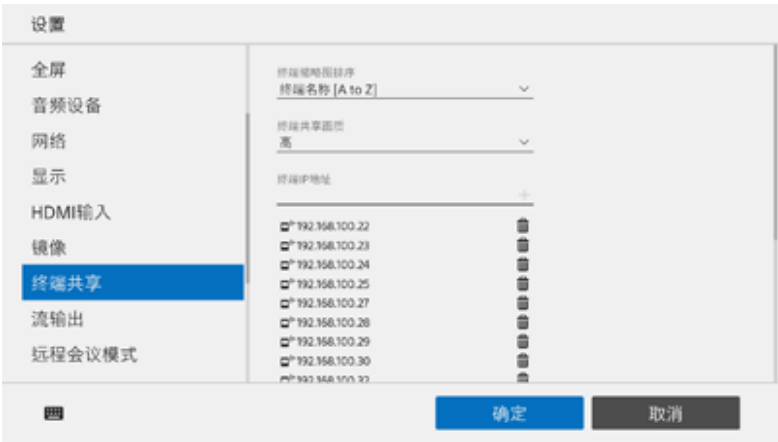 设置
全屏
音频设备
网络
显示
HDMI输入
镜像
终端共享
流输出
远程会议模式
终端缩略图排序
终端名称 [A to Z]
终端共享画质
高
终端IP地址
192.168.100.22
192.168.100.23
192.168.100.24
192.168.100.25
192.168.100.27
192.168.100.28
192.168.100.29
192.168.100.30
192.168.100.32
确定
取消